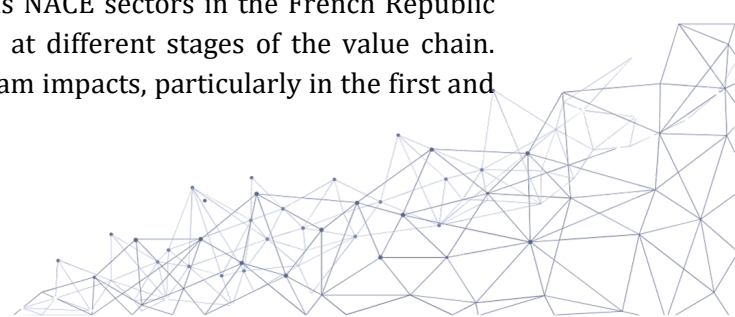 NACE sectors in the French Republic
at different stages of the value chain.
impacts, particularly in the first and